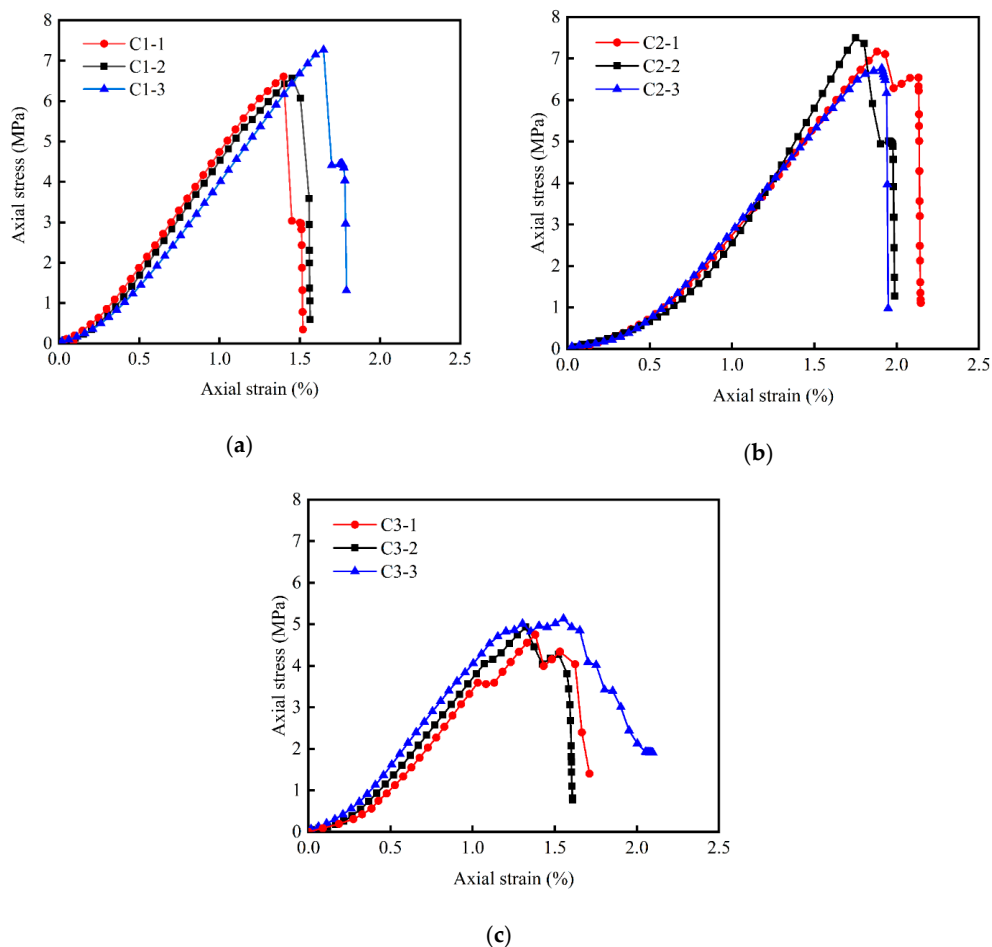 8
7
6
5
4
3
2
1
0
Axial stress (MPa)
C1-1
C1-2
C1-3
0.0 0.5 1.0 1.5 2.0 2.5
Axial strain (%)
(a)
8
7
6
5
4
3
2
1
0
Axial stress (MPa)
C2-1
C2-2
C2-3
0.0 0.5 1.0 1.5 2.0 2.5
Axial strain (%)
(b)
8
7
6
5
4
3
2
1
0
Axial stress (MPa)
C3-1
C3-2
C3-3
0.0 0.5 1.0 1.5 2.0 2.5
Axial strain (%)
(c)